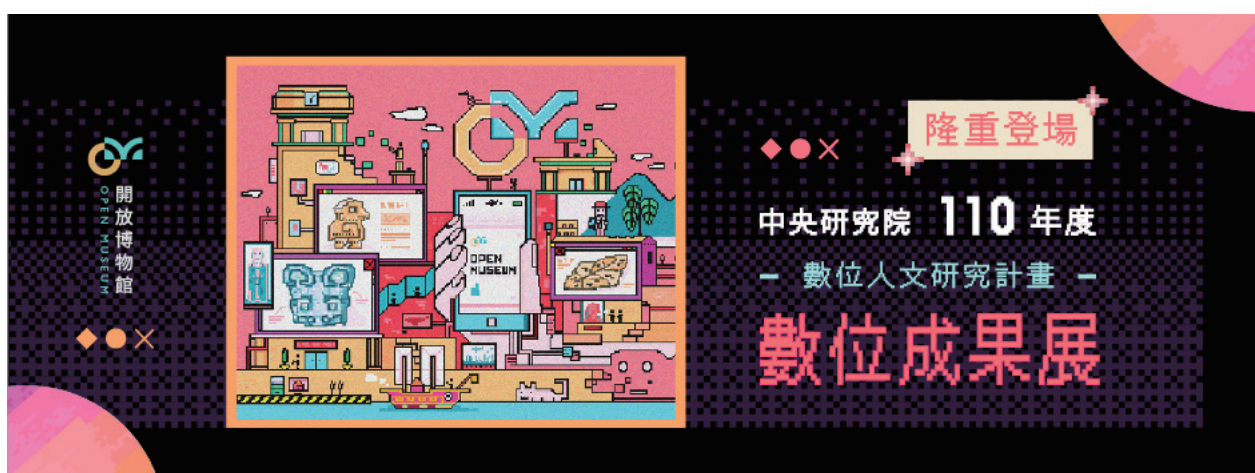 開放博物館
OPEN MUSEUM
OPEN
MUSEUM
隆重登場
中央研究院 110 年度
– 數位人文研究計畫 –
數位成果展